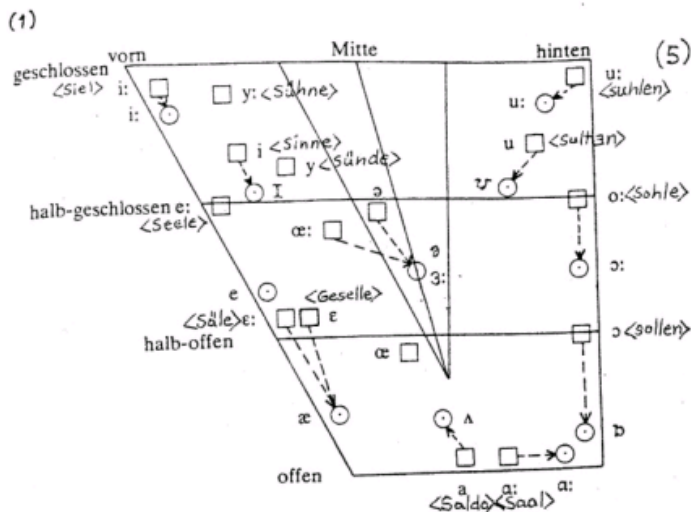 (1)
vorn Mitte hinten (5)
geschlossen
<Siel> i: y: <Sühne> u:
i: u: <suhlen>
i <Sinne> u <Sultan>
y <Sünde>
I ʊ
halb-geschlossen e: ə o: <Sohle>
<Seele> œ:
ə
ɜ: ɔ:
e
<Geselle>
<Säle> ɛ: ɛ ɔ <sollen>
halb-offen
œ
æ ʌ ɒ
offen
a ɑ: ɑ:
<Saldo> <Saal>